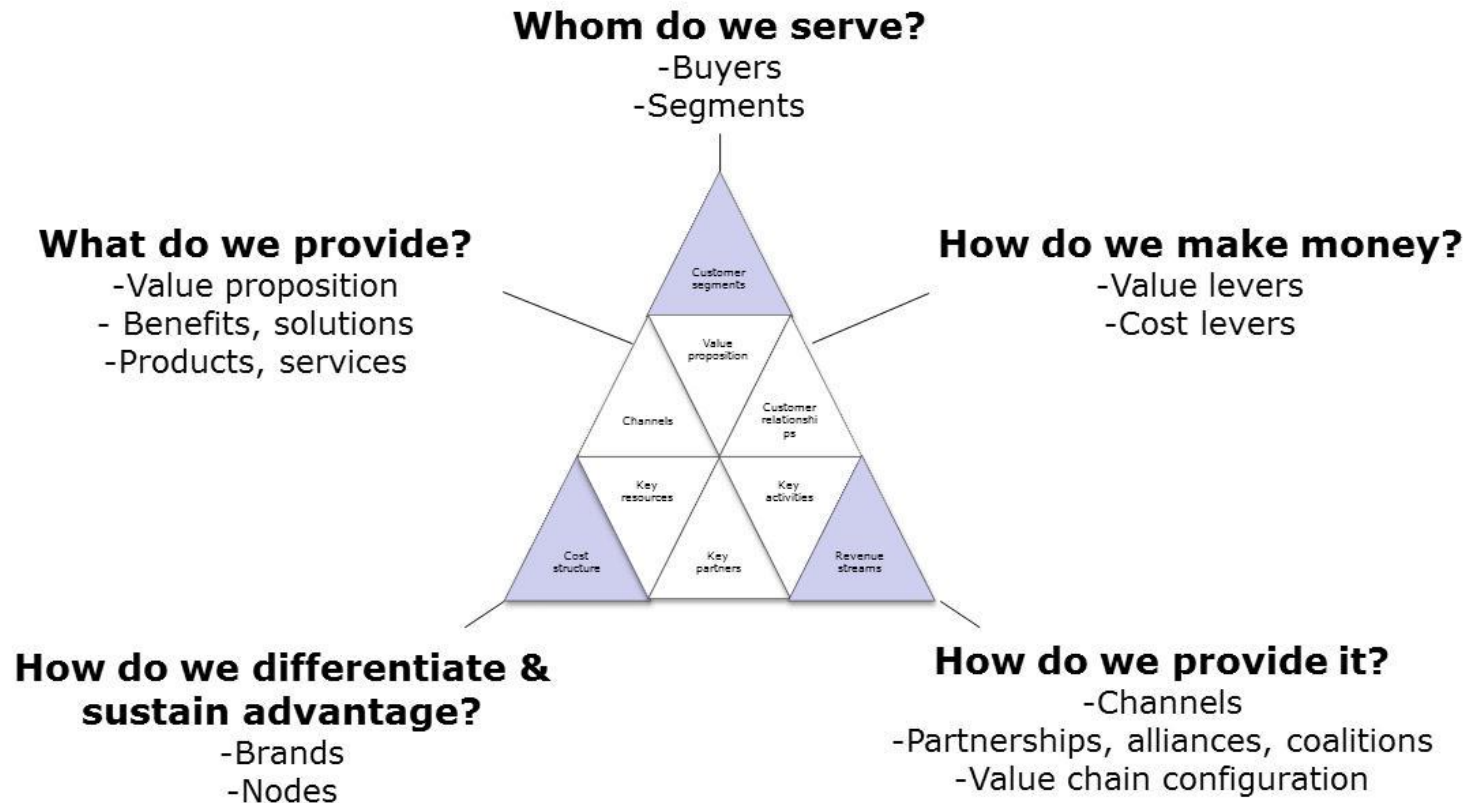 Whom do we serve?
-Buyers
-Segments
What do we provide?
-Value proposition
- Benefits, solutions
-Products, services
How do we make money?
-Value levers
-Cost levers
Customer
segments
Value
proposition
Channels
Customer
relationshi
ps
Key
resources
Key
activities
Cost
structure
Key
partners
Revenue
streams
How do we differentiate &
sustain advantage?
-Brands
-Nodes
How do we provide it?
-Channels
-Partnerships, alliances, coalitions
-Value chain configuration